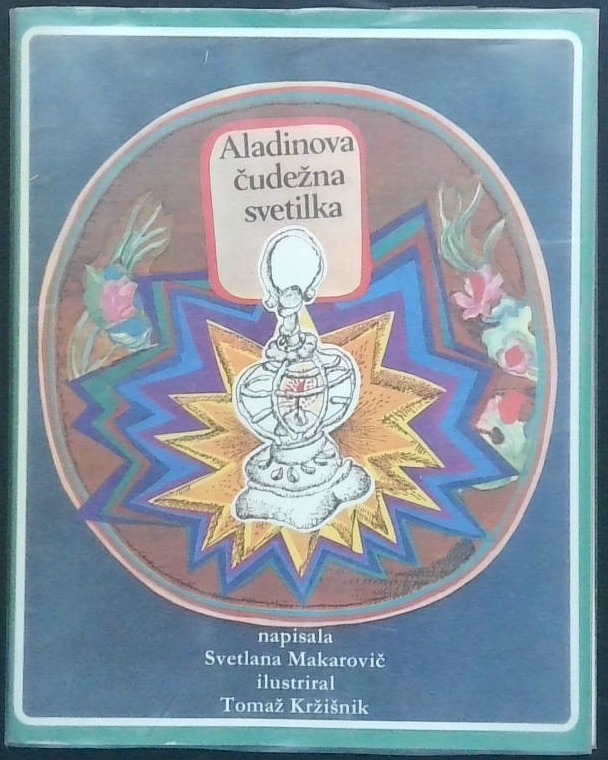 Aladinova
čudežna
svetilka
napisala
Svetlana Makarovič
ilustriral
Tomaž Kržišnik